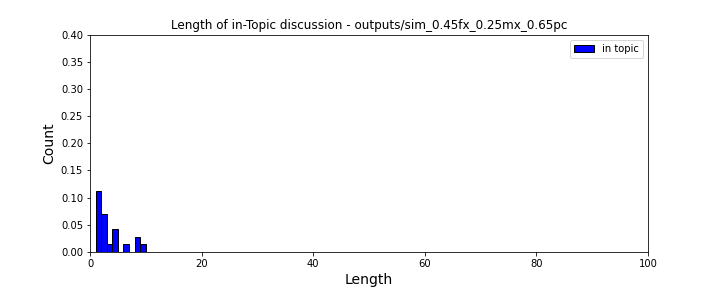 Length of in-Topic discussion - outputs/sim_0.45fx_0.25mx_0.65pc
in topic
Count
0.40
0.35
0.30
0.25
0.20
0.15
0.10
0.05
0.00
0 20 40 60 80 100
Length